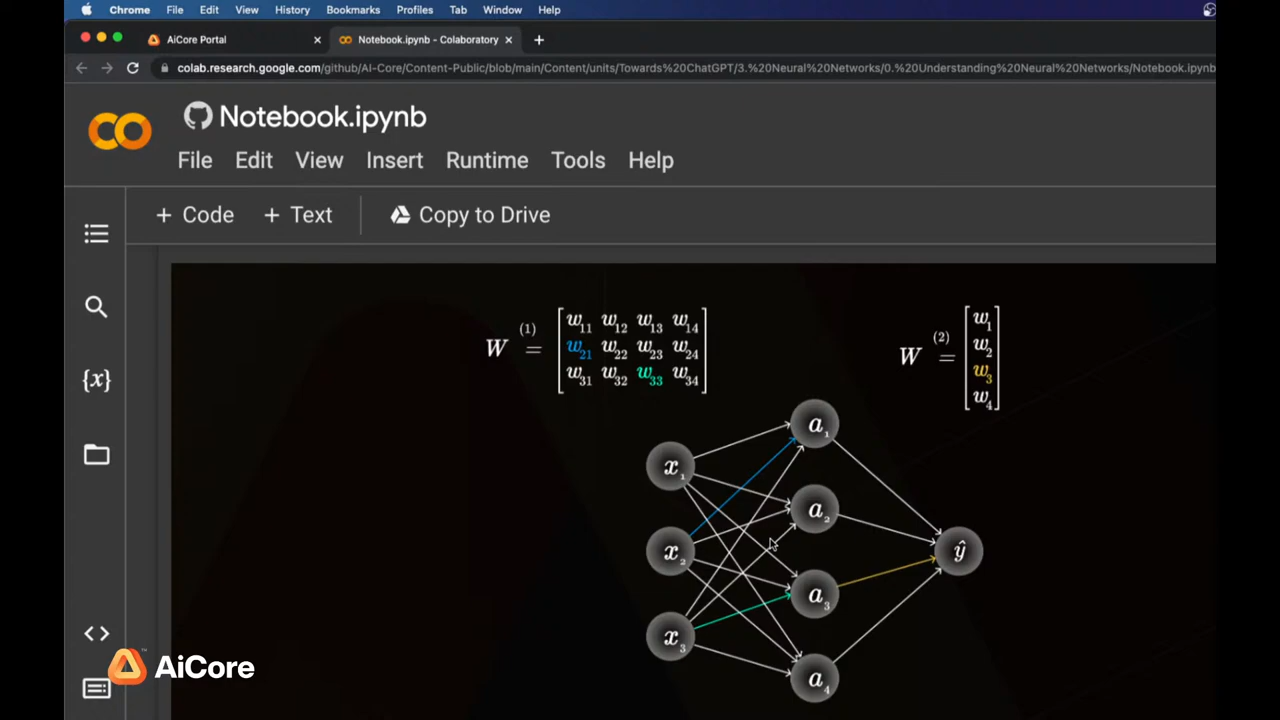 Chrome File Edit View History Bookmarks Profiles Tab Window Help
AiCore Portal
Notebook.ipynb - Colaboratory
colab.research.google.com/github/AI-Core/Content-Public/blob/main/Content/units/Towards%20ChatGPT/3.%20Neural%20Networks/0.%20Understanding%20Neural%20Networks/Notebook.ipynb
Notebook.ipynb
File Edit View Insert Runtime Tools Help
+ Code + Text Copy to Drive
{x}
W (1) =
w11 w12 w13 w14
w21 w22 w23 w24
w31 w32 w33 w34
W (2) =
w1
w2
w3
w4
a1
x1
a2
x2
ŷ
a3
x3
a4
AiCore